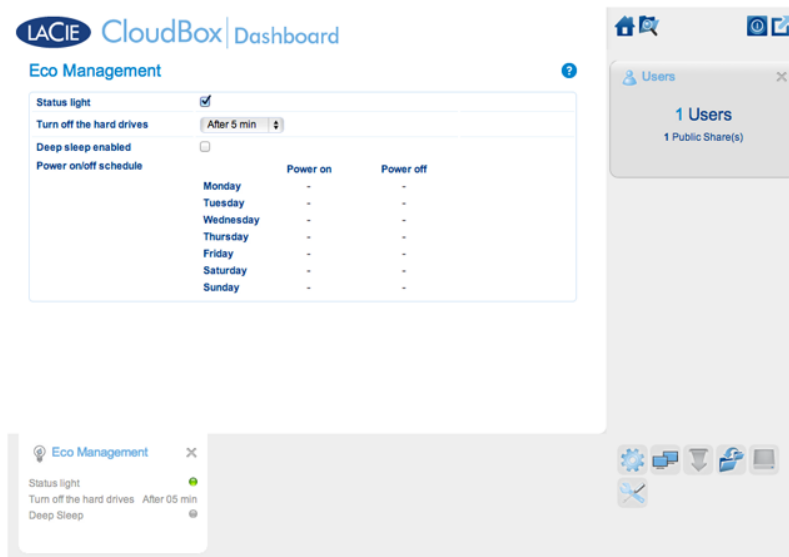 LACIE CloudBox Dashboard
Eco Management
?
Status light
Turn off the hard drives After 5 min
Deep sleep enabled
Power on/off schedule
Power on Power off
Monday - -
Tuesday - -
Wednesday - -
Thursday - -
Friday - -
Saturday - -
Sunday - -
Users
1 Users
1 Public Share(s)
Eco Management
Status light
Turn off the hard drives After 05 min
Deep Sleep